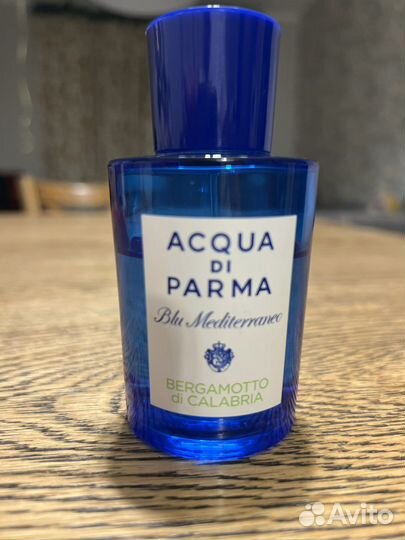 ACQUA
DI
PARMA
Blu Mediterraneo
BERGAMOTTO
di CALABRIA
Avito